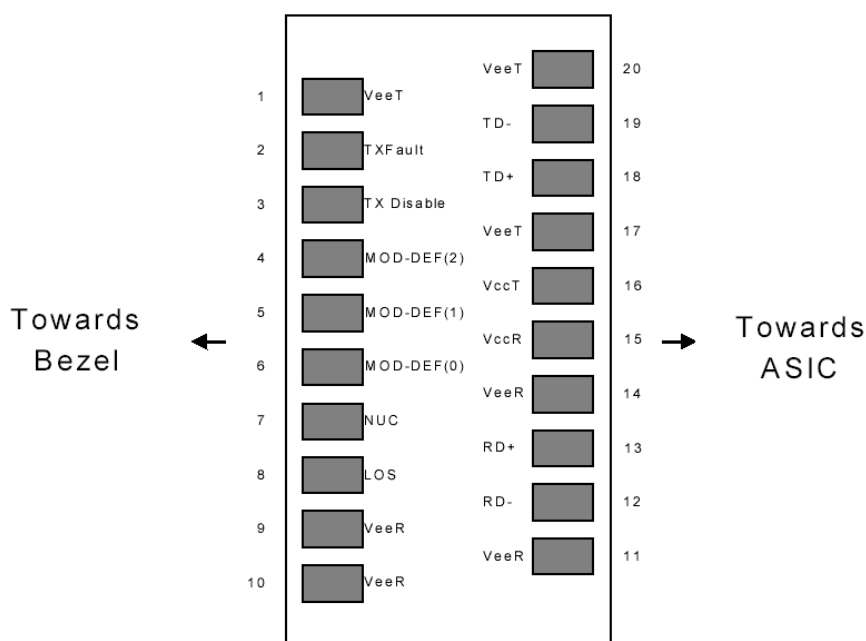 VeeT 20
1 VeeT
TD- 19
2 TXFault
TD+ 18
3 TX Disable
VeeT 17
4 MOD-DEF(2)
VccT 16
5 MOD-DEF(1)
Towards
Bezel
VccR 15
Towards
ASIC
6 MOD-DEF(0)
VeeR 14
7 NUC
RD+ 13
8 LOS
RD- 12
9 VeeR
VeeR 11
10 VeeR